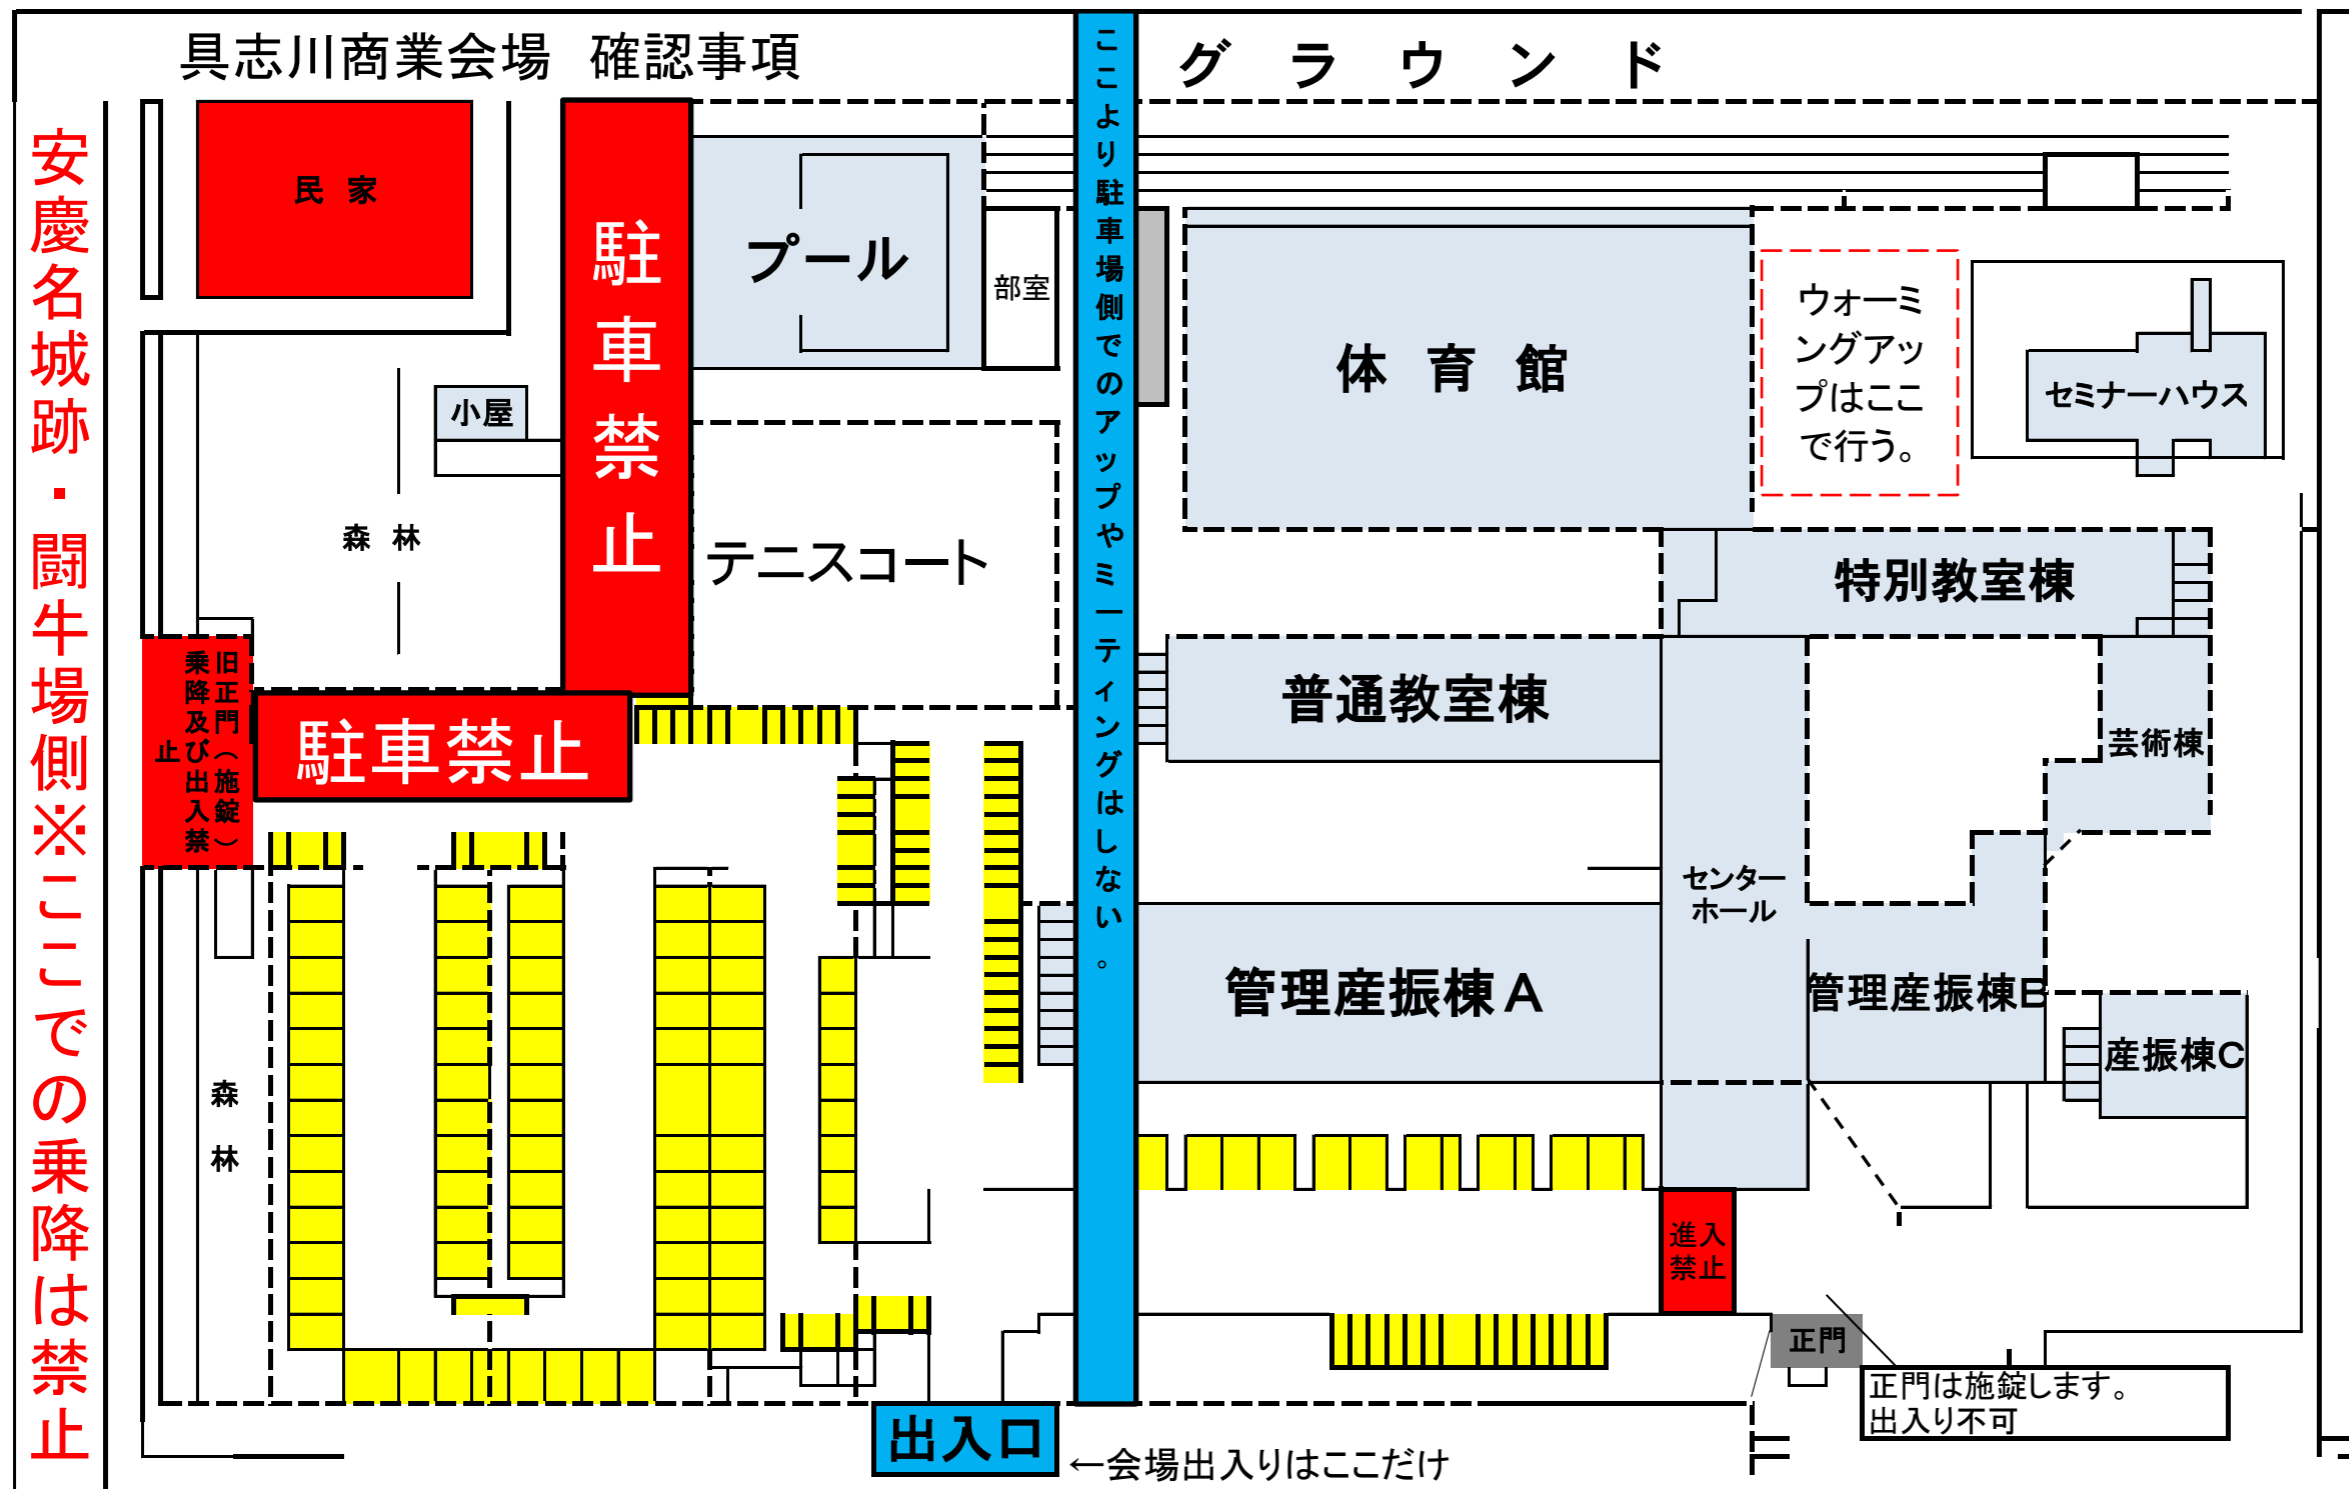 具志川商業会場　確認事項
グラウンド
安慶名城跡・闘牛場側※ここでの乗降は禁止
ここより駐車場側でのアップやミーティングはしない。
民家
駐車禁止
プール
部室
体育館
ウォーミ
ングアッ
プはここ
で行う。
セミナーハウス
小屋
森林
テニスコート
特別教室棟
旧正門（施錠）
乗降及び出入禁
止
駐車禁止
普通教室棟
芸術棟
センター
ホール
管理産振棟A
管理産振棟B
産振棟C
森林
進入
禁止
正門
正門は施錠します。
出入り不可
出入口
←会場出入りはここだけ